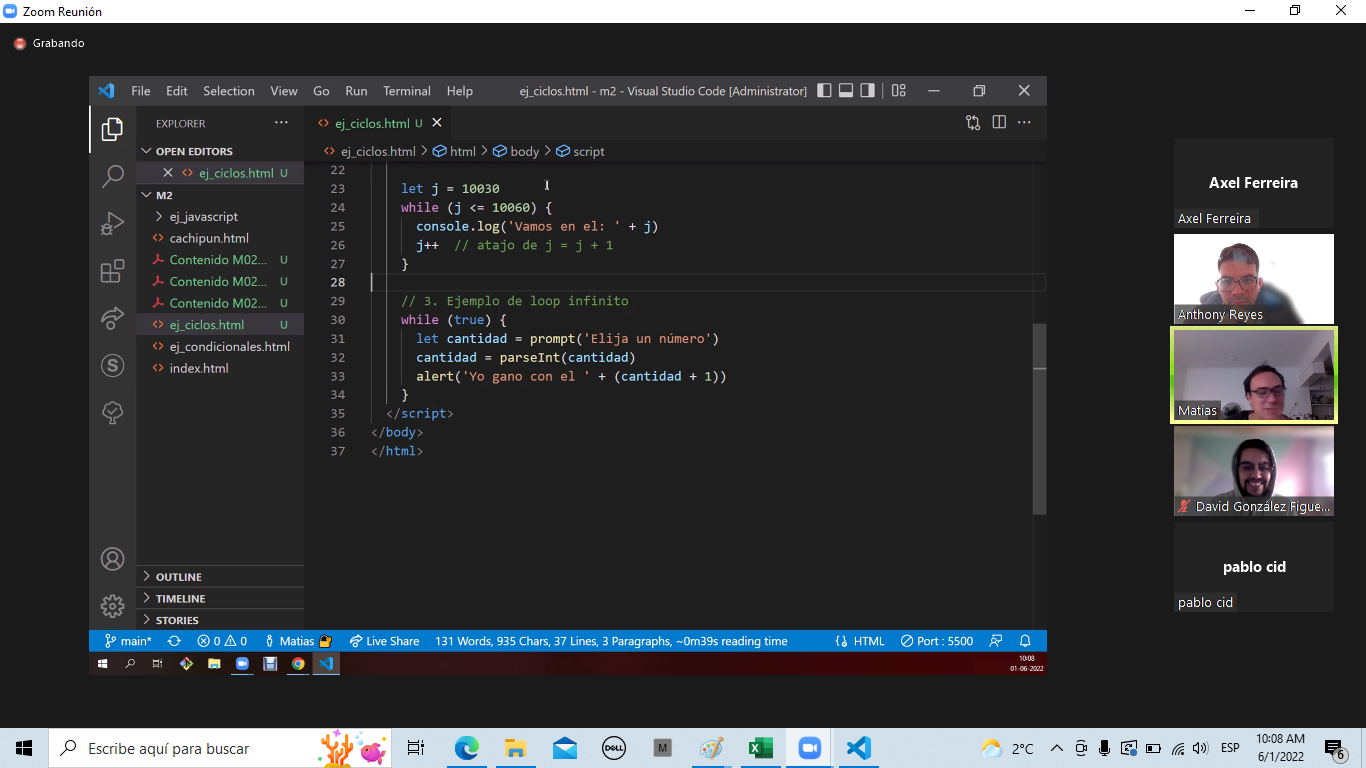 Zoom Reunión
Grabando
File Edit Selection View Go Run Terminal Help
ej_ciclos.html - m2 - Visual Studio Code [Administrator]
EXPLORER
ej_ciclos.html U
OPEN EDITORS
ej_ciclos.html > html > body > script
ej_ciclos.html U
M2
ej_javascript
cachipun.html
Contenido M02... U
Contenido M02... U
Contenido M02... U
ej_ciclos.html U
ej_condicionales.html
index.html
OUTLINE
TIMELINE
STORIES
22
23 let j = 10030
24 while (j <= 10060) {
25 console.log('Vamos en el: ' + j)
26 j++ // atajo de j = j + 1
27 }
28
29 // 3. Ejemplo de loop infinito
30 while (true) {
31 let cantidad = prompt('Elija un número')
32 cantidad = parseInt(cantidad)
33 alert('Yo gano con el ' + (cantidad + 1))
34 }
35 </script>
36 </body>
37 </html>
main* 0 0 Matias Live Share 131 Words, 935 Chars, 37 Lines, 3 Paragraphs, ~0m39s reading time HTML Port : 5500
10:08
01-06-2022
Axel Ferreira
Axel Ferreira
Anthony Reyes
Matias
David González Figue...
pablo cid
pablo cid
Escribe aquí para buscar
DELL
M
2°C
ESP
10:08 AM
6/1/2022
6